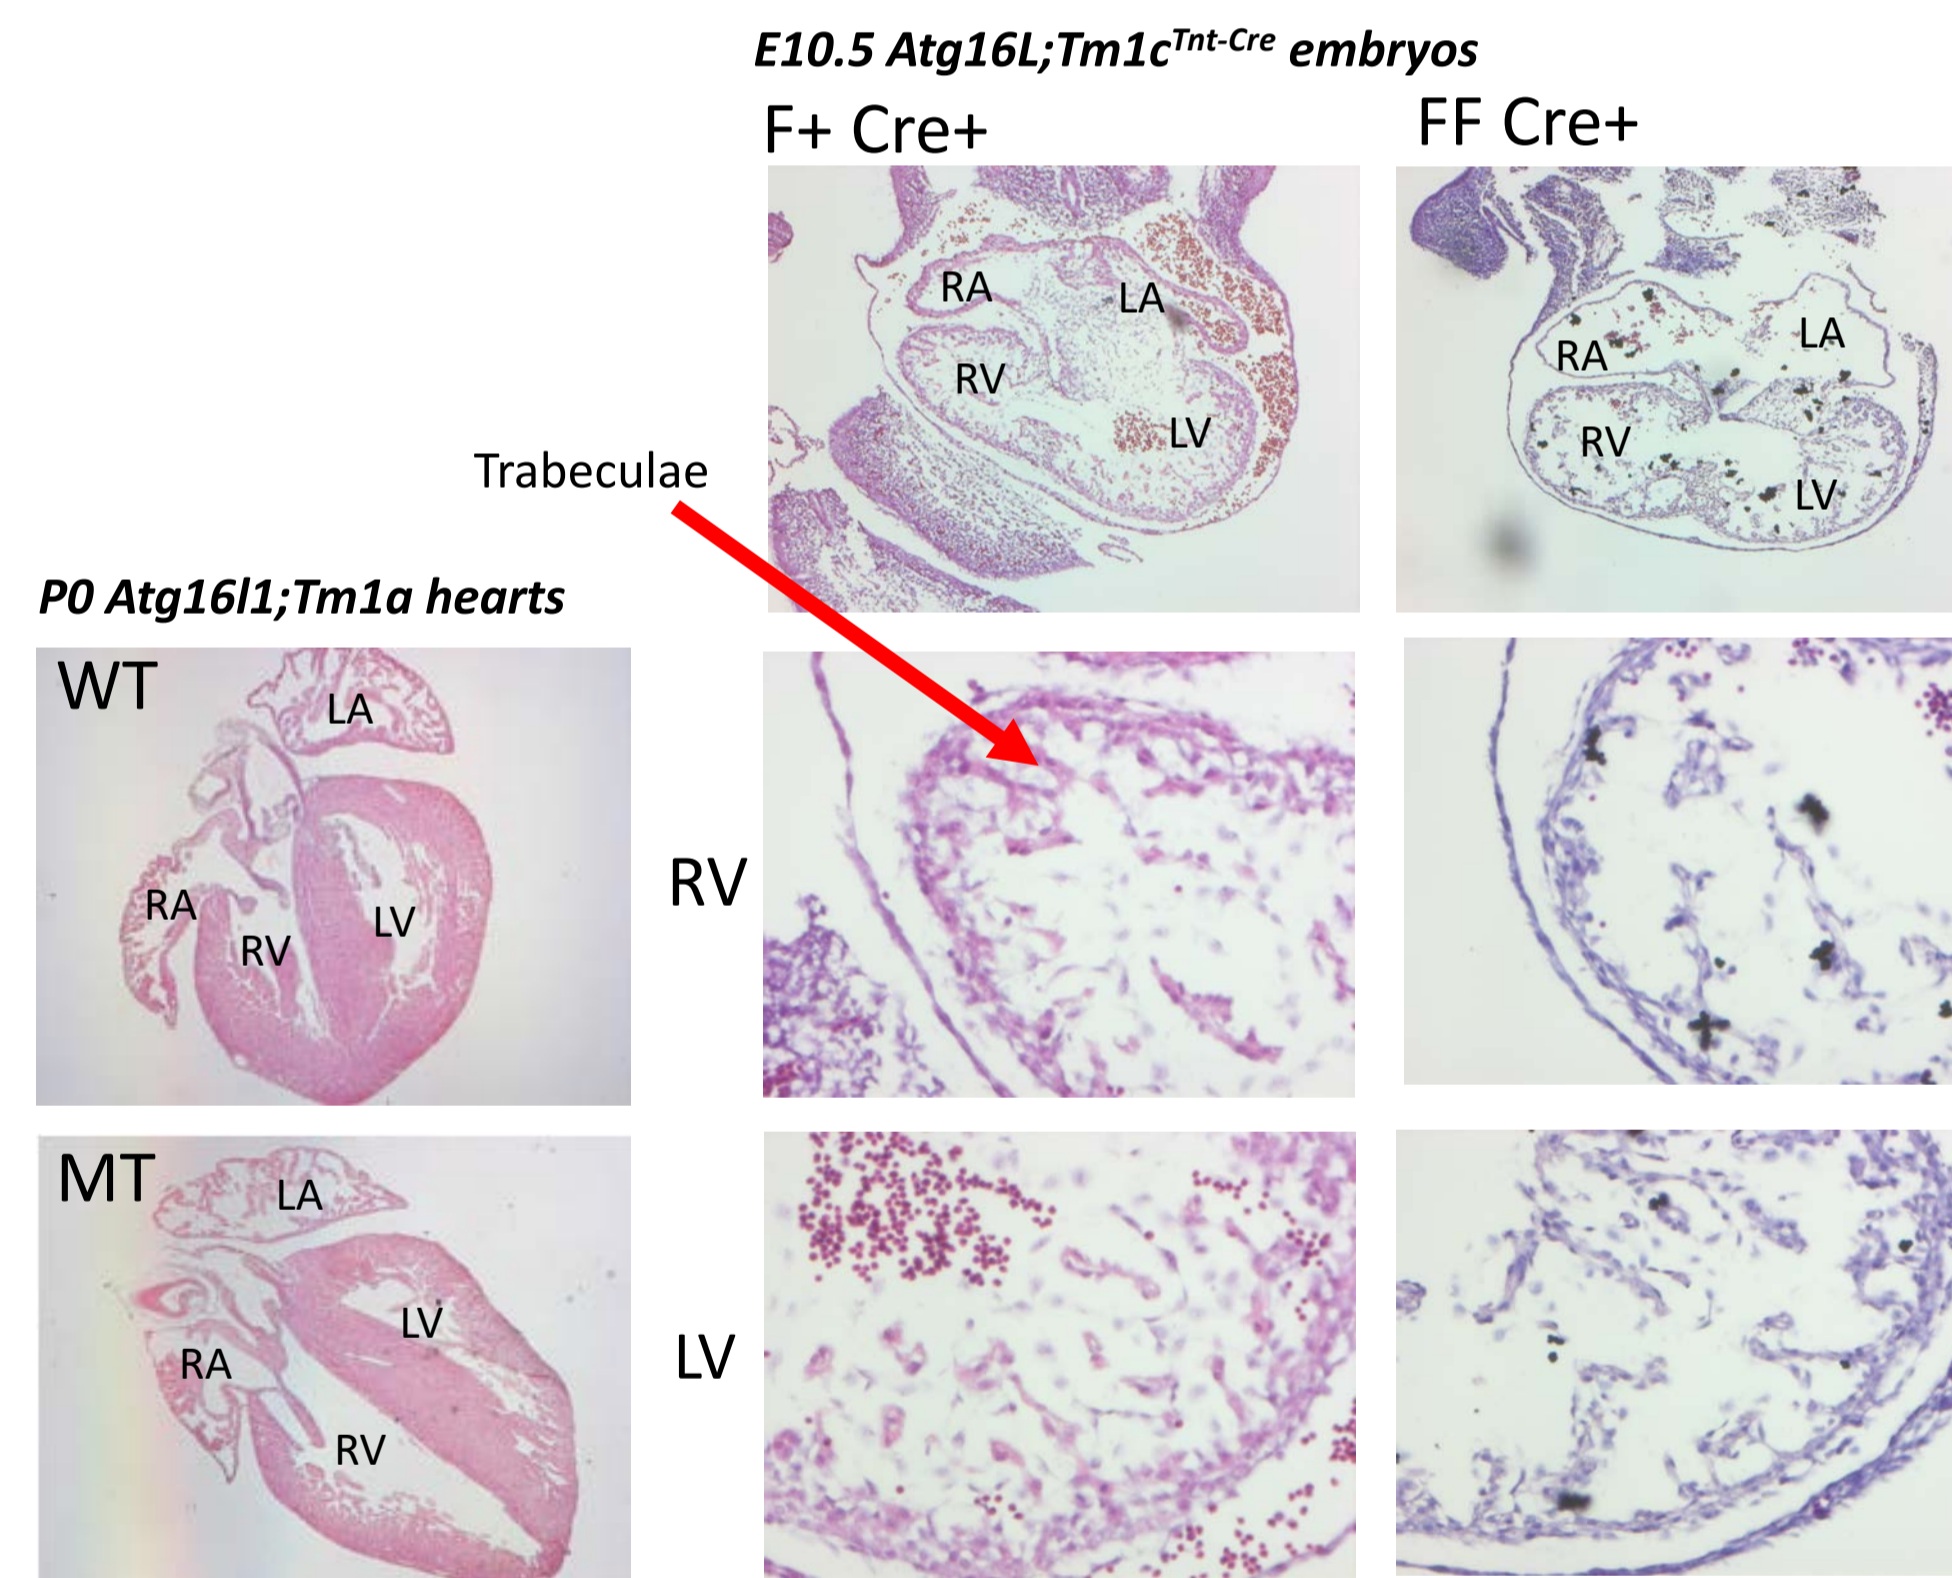 E10.5 Atg16L;Tm1cTnt-Cre embryos
F+ Cre+
FF Cre+
RA
LA
RV
LV
RA
LA
RV
LV
Trabeculae
P0 Atg16l1;Tm1a hearts
WT
LA
RA
LV
RV
RV
MT
LA
LV
RA
RV
LV